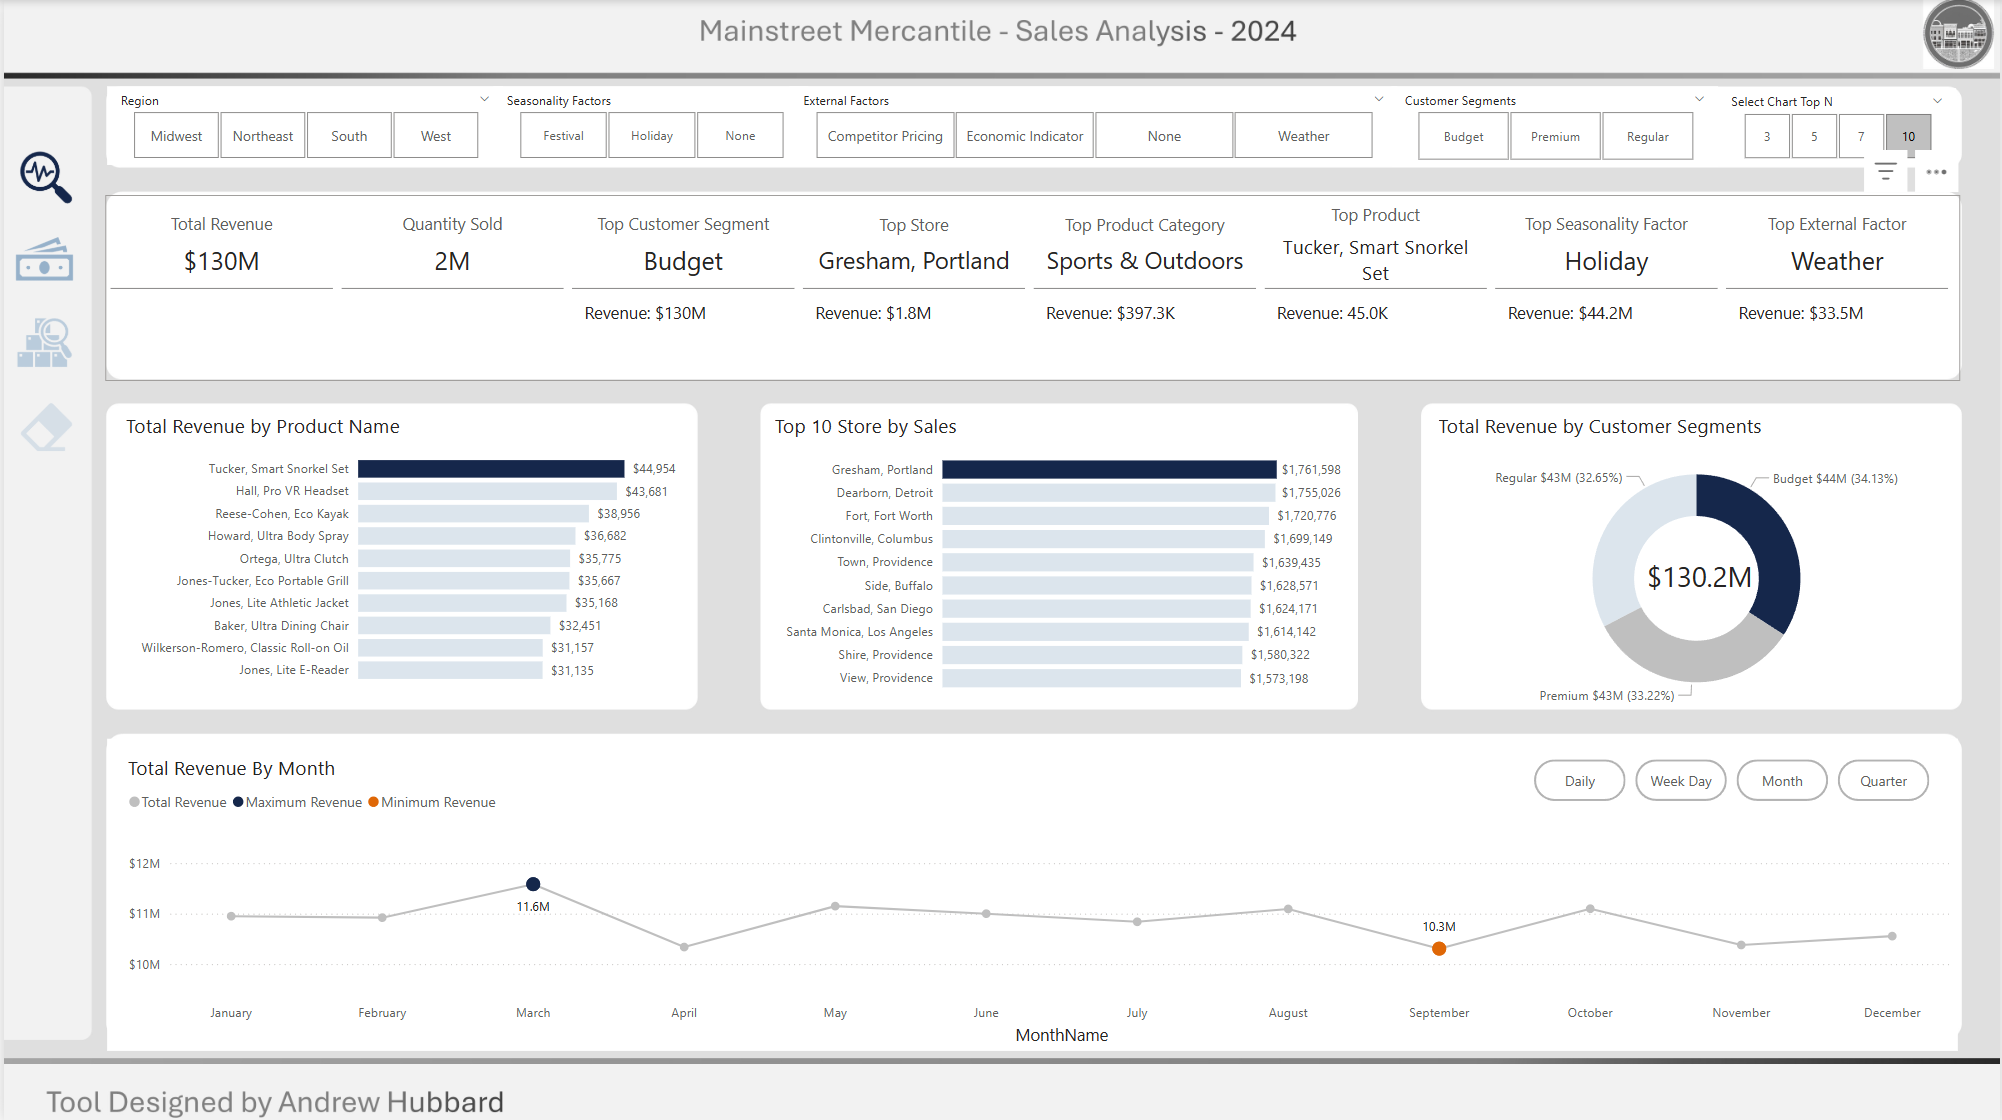 Mainstreet Mercantile - Sales Analysis - 2024
Region
Seasonality Factors
External Factors
Customer Segments
Select Chart Top N
Midwest
Northeast
South
West
Festival
Holiday
None
Competitor Pricing
Economic Indicator
None
Weather
Budget
Premium
Regular
3
5
7
10
Total Revenue
$130M
Quantity Sold
2M
Top Customer Segment
Budget
Revenue: $130M
Top Store
Gresham, Portland
Revenue: $1.8M
Top Product Category
Sports & Outdoors
Revenue: $397.3K
Top Product
Tucker, Smart Snorkel
Set
Revenue: 45.0K
Top Seasonality Factor
Holiday
Revenue: $44.2M
Top External Factor
Weather
Revenue: $33.5M
Total Revenue by Product Name
Tucker, Smart Snorkel Set $44,954
Hall, Pro VR Headset $43,681
Reese-Cohen, Eco Kayak $38,956
Howard, Ultra Body Spray $36,682
Ortega, Ultra Clutch $35,775
Jones-Tucker, Eco Portable Grill $35,667
Jones, Lite Athletic Jacket $35,168
Baker, Ultra Dining Chair $32,451
Wilkerson-Romero, Classic Roll-on Oil $31,157
Jones, Lite E-Reader $31,135
Top 10 Store by Sales
Gresham, Portland $1,761,598
Dearborn, Detroit $1,755,026
Fort, Fort Worth $1,720,776
Clintonville, Columbus $1,699,149
Town, Providence $1,639,435
Side, Buffalo $1,628,571
Carlsbad, San Diego $1,624,171
Santa Monica, Los Angeles $1,614,142
Shire, Providence $1,580,322
View, Providence $1,573,198
Total Revenue by Customer Segments
Regular $43M (32.65%)
Budget $44M (34.13%)
$130.2M
Premium $43M (33.22%)
Total Revenue By Month
Total Revenue
Maximum Revenue
Minimum Revenue
Daily
Week Day
Month
Quarter
$12M
$11M
$10M
11.6M
10.3M
January
February
March
April
May
June
July
August
September
October
November
December
MonthName
Tool Designed by Andrew Hubbard